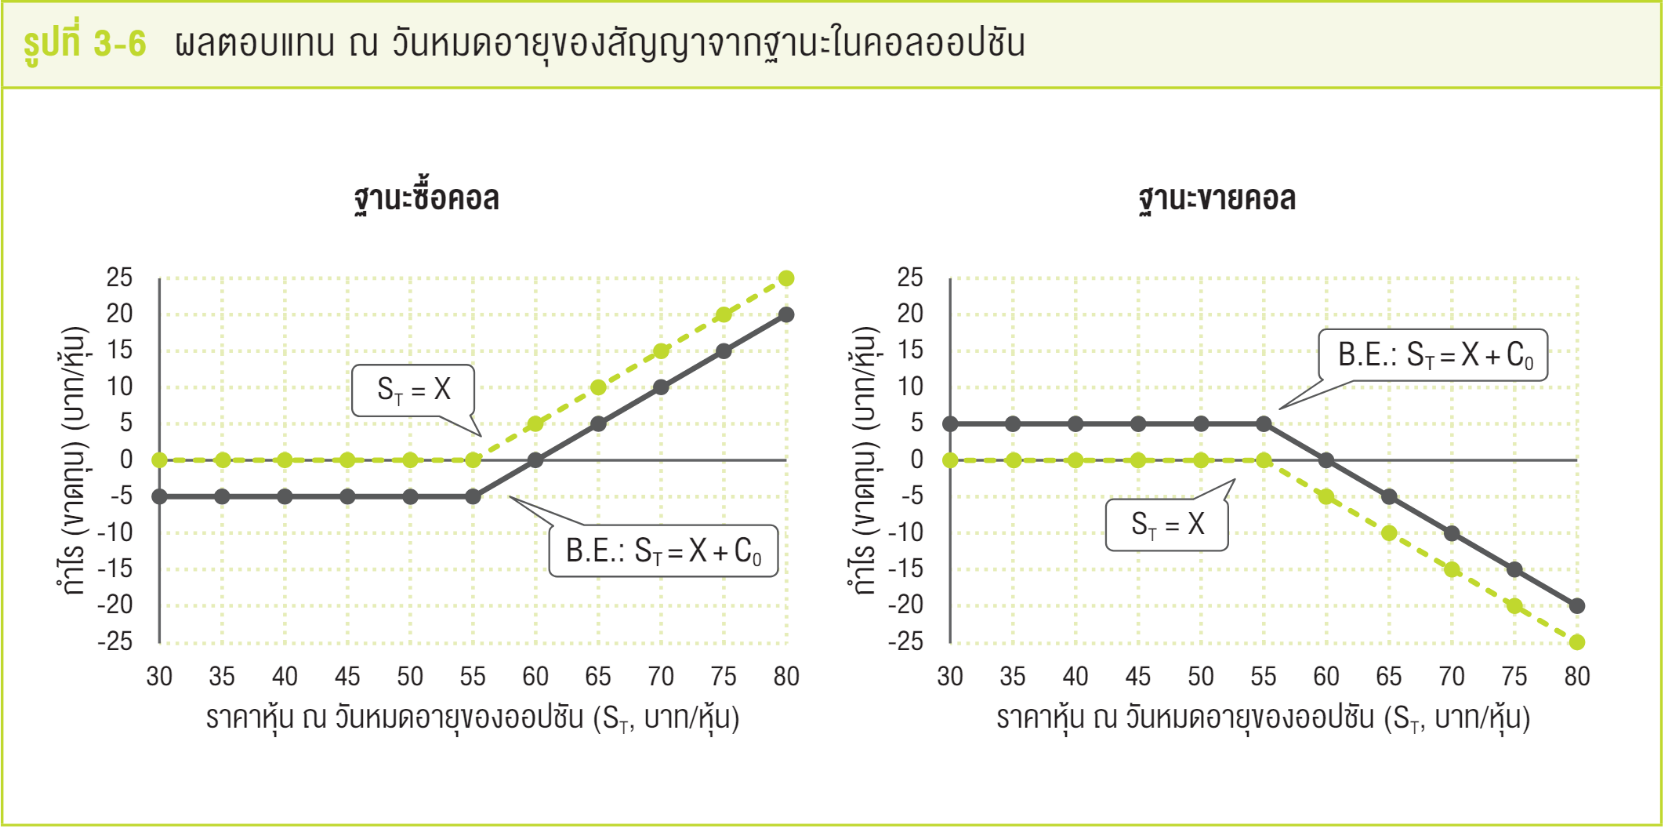 รูปที่ 3-6 ผลตอบแทน ณ วันหมดอายุของสัญญาจากฐานะในคอลออปชัน
ฐานะซื้อคอล
กำไร (ขาดทุน) (บาท/หุ้น)
25
20
15
10
5
0
-5
-10
-15
-20
-25
S_T = X
B.E.: S_T = X + C_0
30 35 40 45 50 55 60 65 70 75 80
ราคาหุ้น ณ วันหมดอายุของออปชัน (S_T, บาท/หุ้น)
ฐานะขายคอล
กำไร (ขาดทุน) (บาท/หุ้น)
25
20
15
10
5
0
-5
-10
-15
-20
-25
B.E.: S_T = X + C_0
S_T = X
30 35 40 45 50 55 60 65 70 75 80
ราคาหุ้น ณ วันหมดอายุของออปชัน (S_T, บาท/หุ้น)